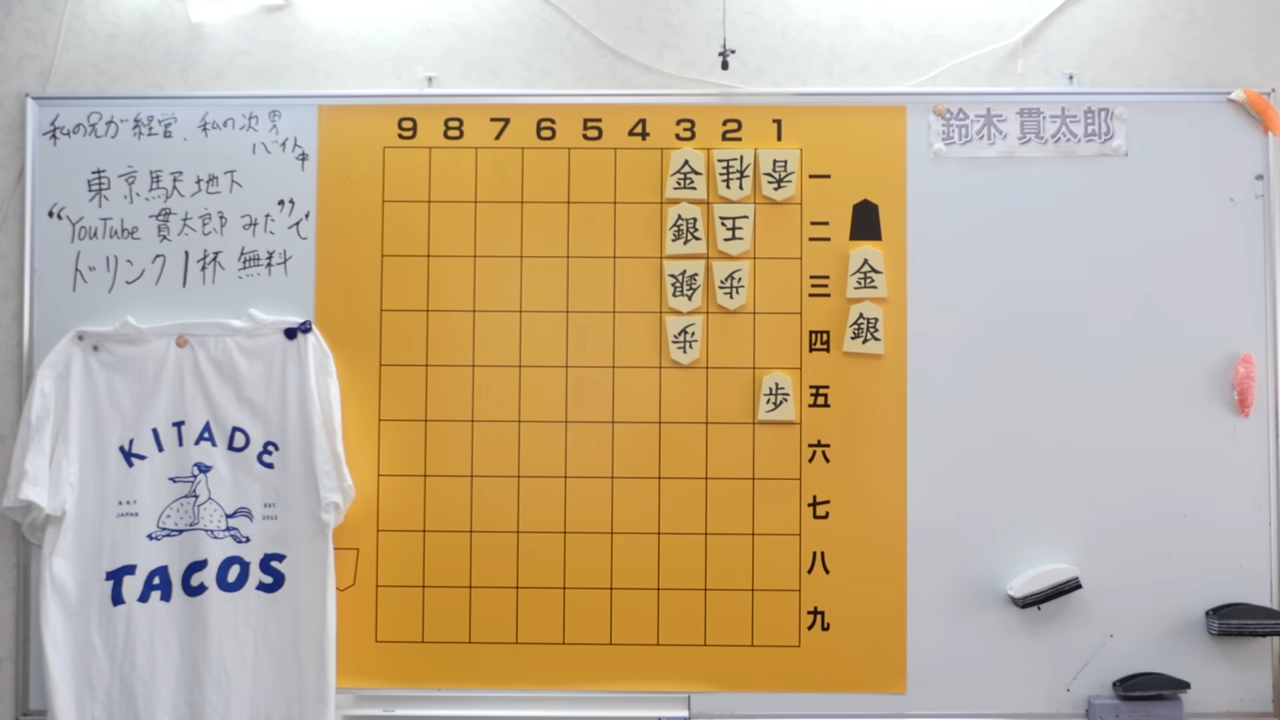 私の兄が経営、私の次男
バイト中
東京駅地下
“YouTube 貫太郎 みた”で
ドリンク1杯 無料
9 8 7 6 5 4 3 2 1
金 桂 香 一
銀 玉 二
銀 歩 三
歩 四
歩 五
六
七
八
九
金
銀
鈴木 貫太郎
KITADE
JAPAN
EST.
TACOS